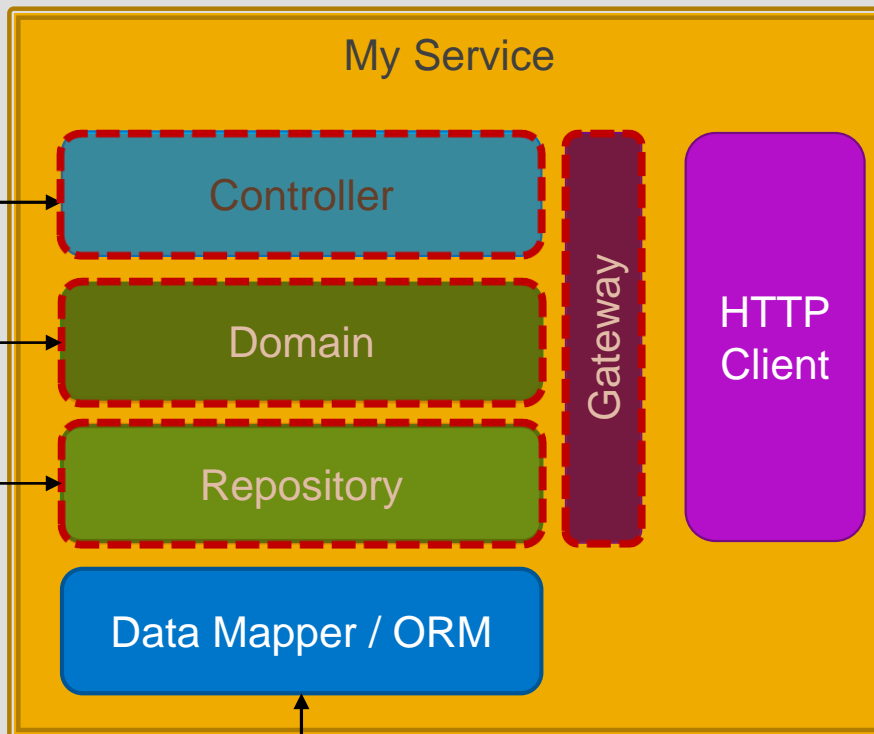 My Service
Controller
Domain
Repository
Data Mapper / ORM
Gateway
HTTP
Client